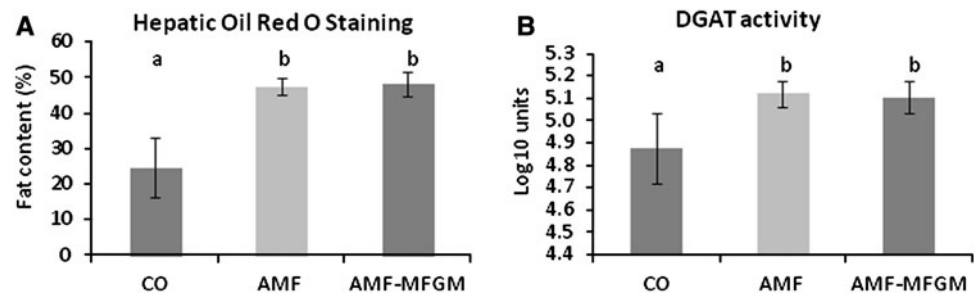 A Hepatic Oil Red O Staining
Fat content (%)
60
50
40
30
20
10
0
a
b
b
CO AMF AMF-MFGM
B DGAT activity
Log10 units
5.3
5.2
5.1
5.0
4.9
4.8
4.7
4.6
4.5
4.4
a
b
b
CO AMF AMF-MFGM